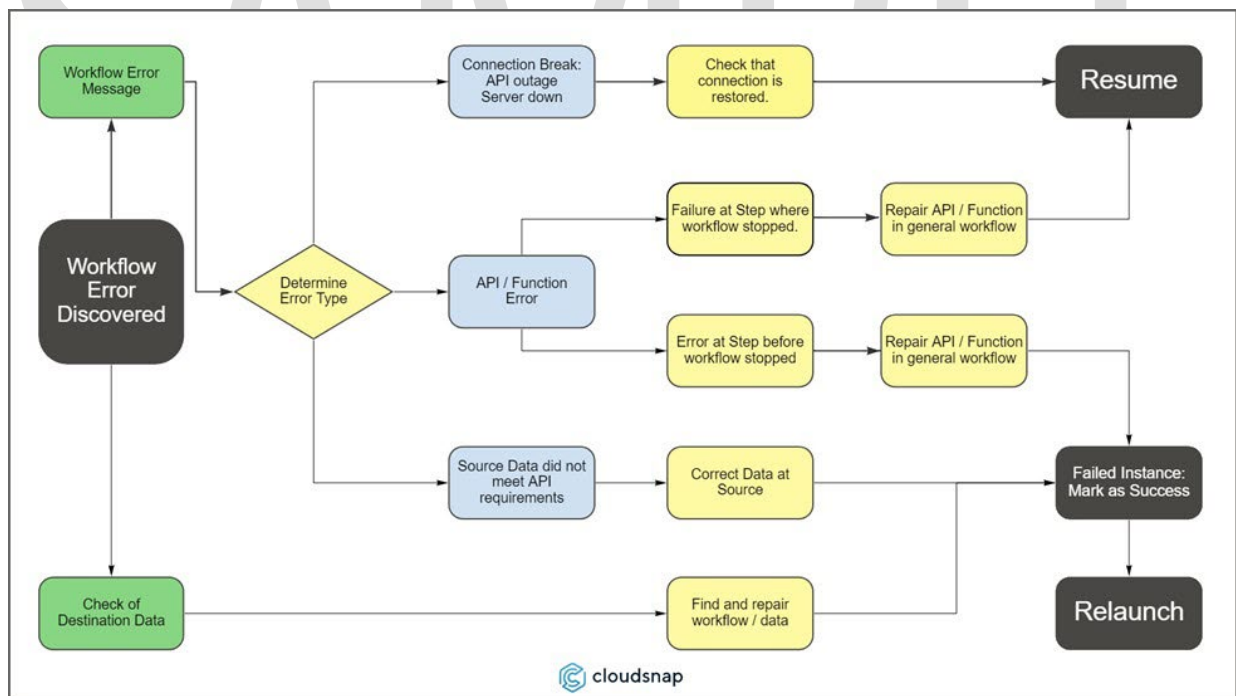 Workflow Error
Message
Connection Break:
API outage
Server down
Check that
connection is
restored.
Resume
Failure at Step where
workflow stopped.
Repair API / Function
in general workflow
Workflow
Error
Discovered
Determine
Error Type
API / Function
Error
Error at Step before
workflow stopped
Repair API / Function
in general workflow
Source Data did not
meet API
requirements
Correct Data at
Source
Failed Instance:
Mark as Success
Check of
Destination Data
Find and repair
workflow / data
Relaunch
cloudsnap